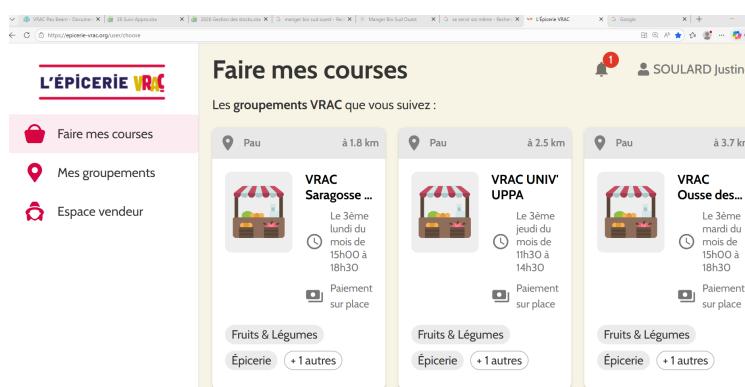 VRAC Pau Bearn - Documen
26 Suivi Appro.xlsx
2026 Gestion des stocks.xlsx
manger bio sud ouest - Rec
Manger Bio Sud Ouest
se servir soi même - Recher
L'Épicerie VRAC
Google
https://epicerie-vrac.org/user/choose
L'ÉPICERIE VRAC
Faire mes courses
Mes groupements
Espace vendeur
Faire mes courses
1
SOULARD Justin
Les groupements VRAC que vous suivez :
Pau à 1.8 km
VRAC
Saragosse ...
Le 3ème
lundi du
mois de
15h00 à
18h30
Paiement
sur place
Fruits & Légumes
Épicerie + 1 autres
Pau à 2.5 km
VRAC UNIV'
UPPA
Le 3ème
jeudi du
mois de
11h30 à
14h30
Paiement
sur place
Fruits & Légumes
Épicerie + 1 autres
Pau à 3.7 km
VRAC
Ousse des...
Le 3ème
mardi du
mois de
15h00 à
18h30
Paiement
sur place
Fruits & Légumes
Épicerie + 1 autres